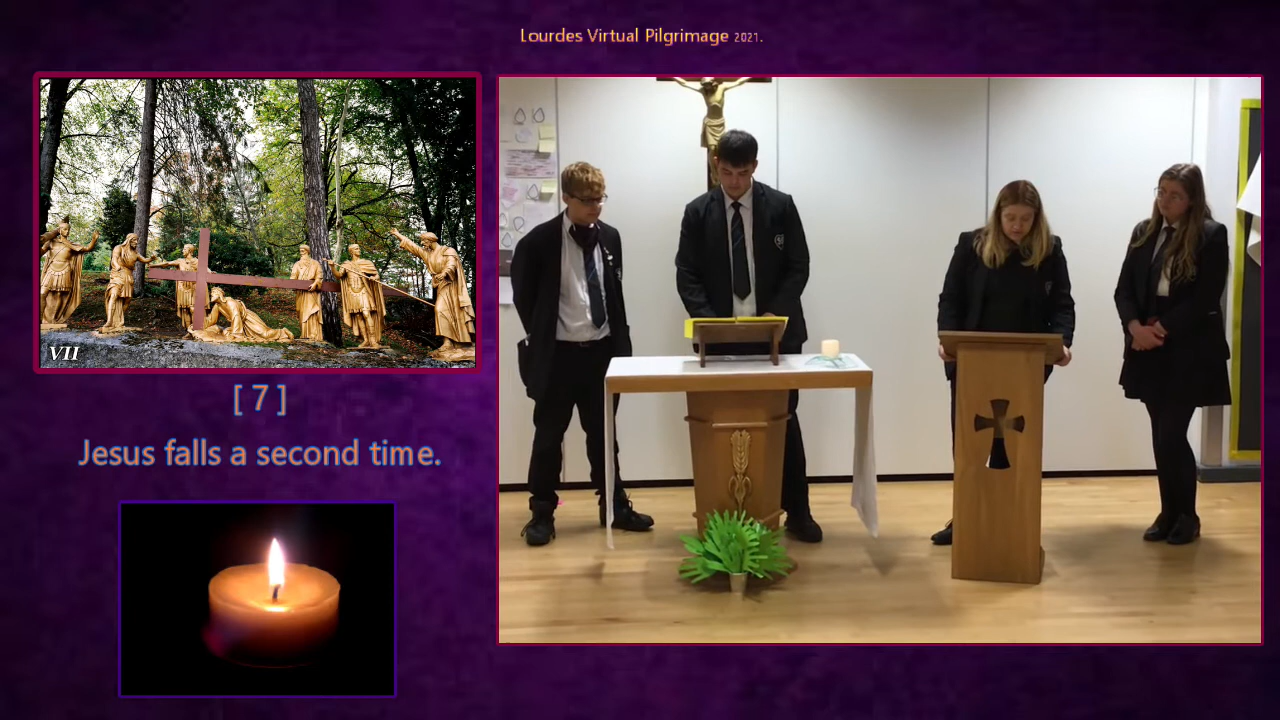 Lourdes Virtual Pilgrimage 2021.
VII
[ 7 ]
Jesus falls a second time.